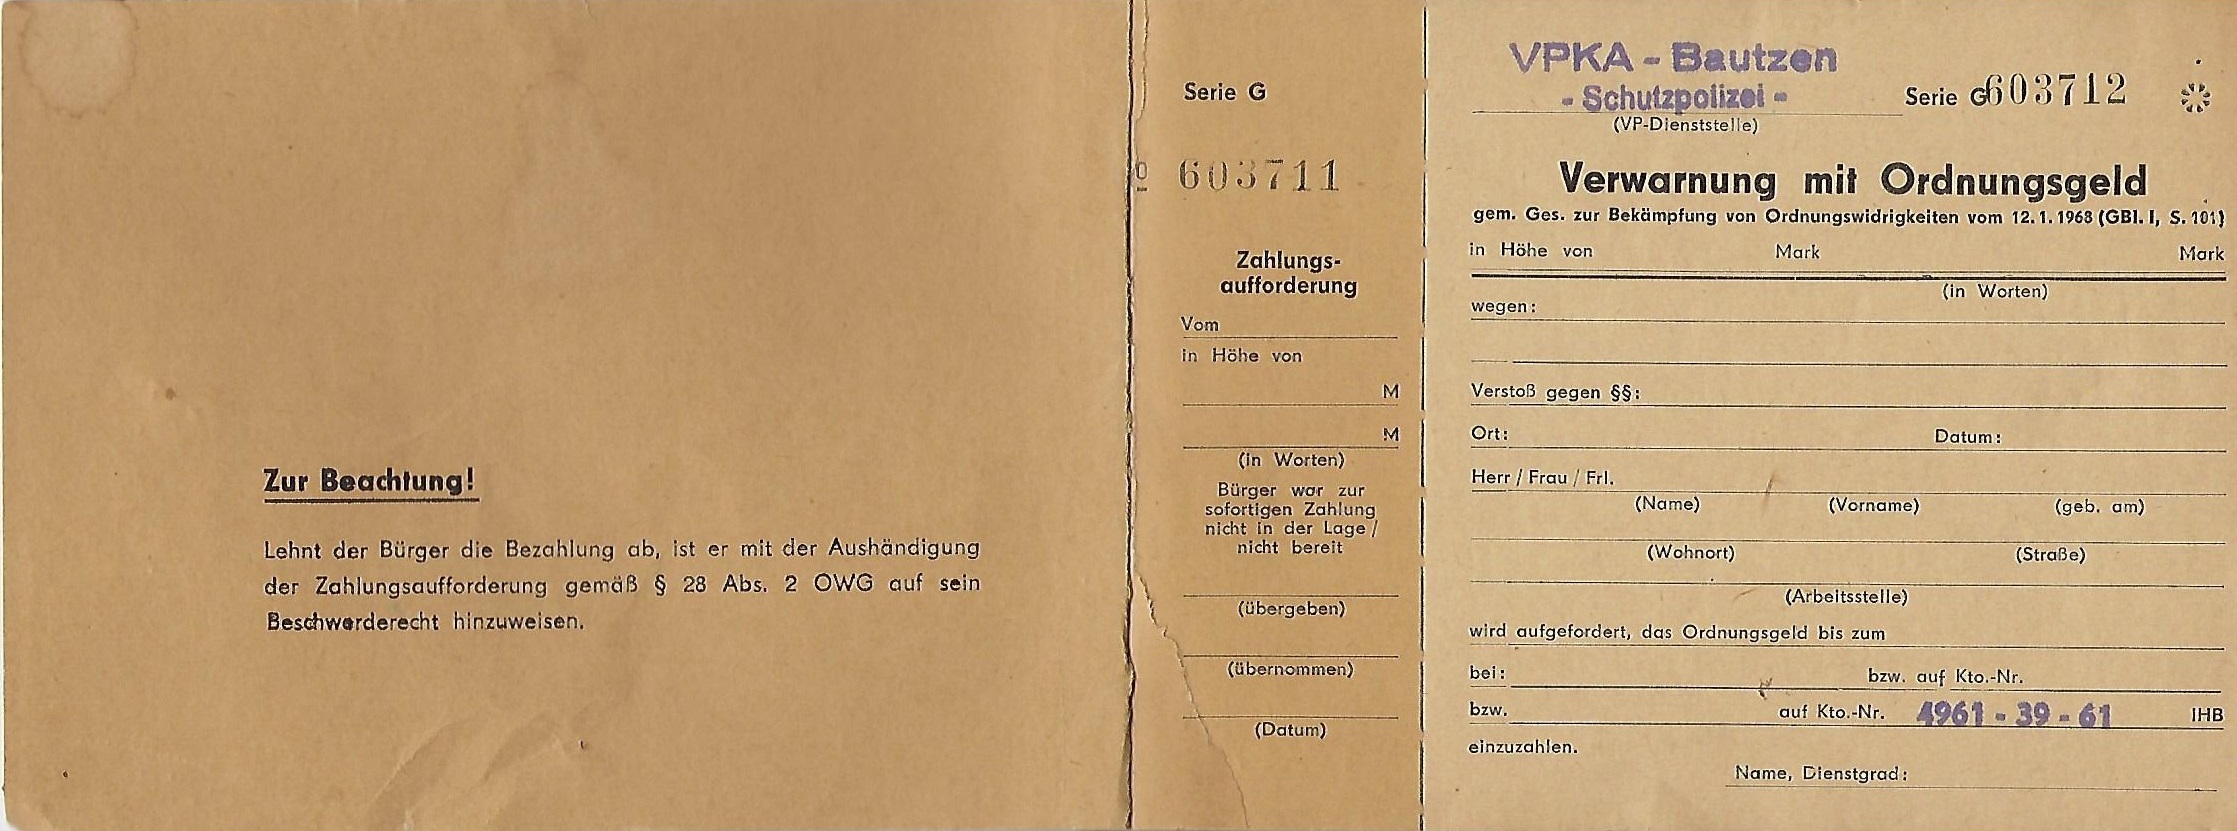 Zur Beachtung!
Lehnt der Bürger die Bezahlung ab, ist er mit der Aushändigung
der Zahlungsaufforderung gemäß § 28 Abs. 2 OWG auf sein
Beschwerderecht hinzuweisen.
Serie G
o 603711
Zahlungs-
aufforderung
Vom
in Höhe von
M
M
(in Worten)
Bürger war zur
sofortigen Zahlung
nicht in der Lage /
nicht bereit
(übergeben)
(übernommen)
(Datum)
VPKA - Bautzen
- Schutzpolizei -
(VP-Dienststelle)
Serie G 603712
Verwarnung mit Ordnungsgeld
gem. Ges. zur Bekämpfung von Ordnungswidrigkeiten vom 12. 1. 1968 (GBl. I, S. 101)
in Höhe von Mark Mark
(in Worten)
wegen:
Verstoß gegen §§:
Ort: Datum:
Herr / Frau / Frl.
(Name) (Vorname) (geb. am)
(Wohnort) (Straße)
(Arbeitsstelle)
wird aufgefordert, das Ordnungsgeld bis zum
bei: bzw. auf Kto.-Nr.
bzw. auf Kto.-Nr. 4961 - 39 - 61 IHB
einzuzahlen.
Name, Dienstgrad: